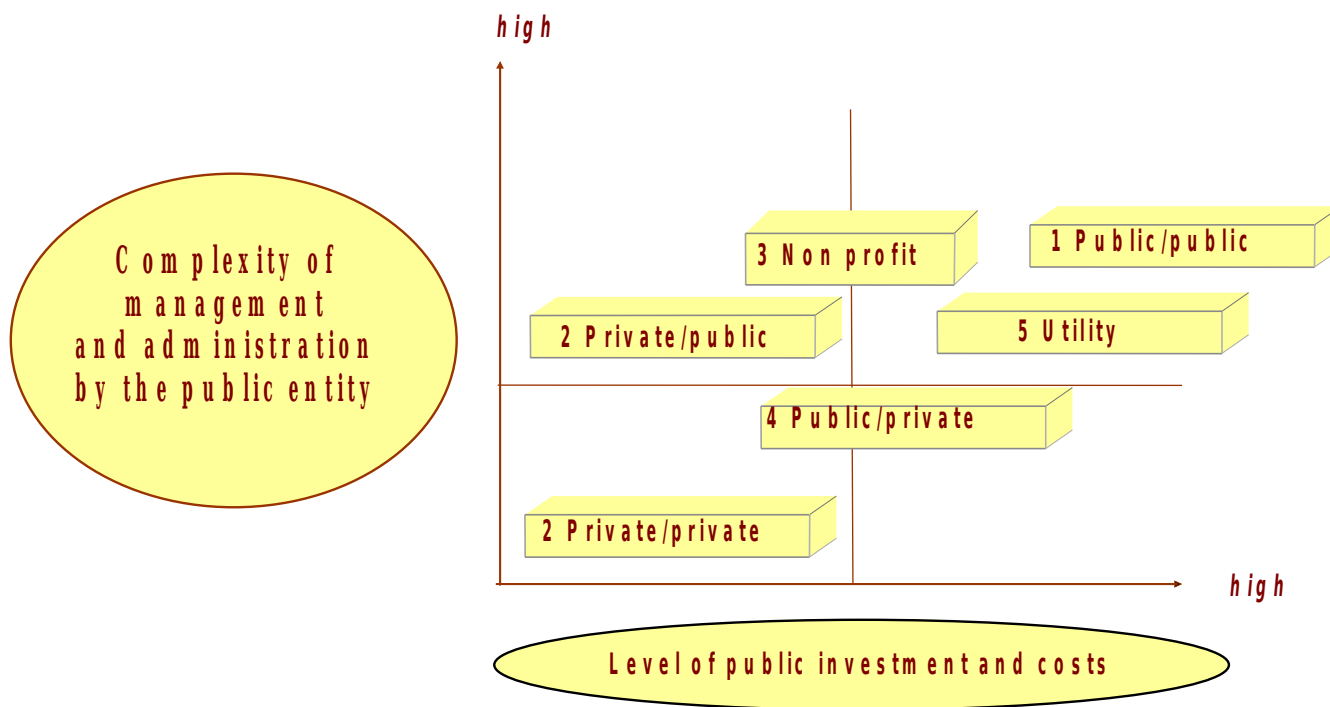 high
Complexity of
management
and administration
by the public entity
3 Non profit
1 Public/public
2 Private/public
5 Utility
4 Public/private
2 Private/private
high
Level of public investment and costs